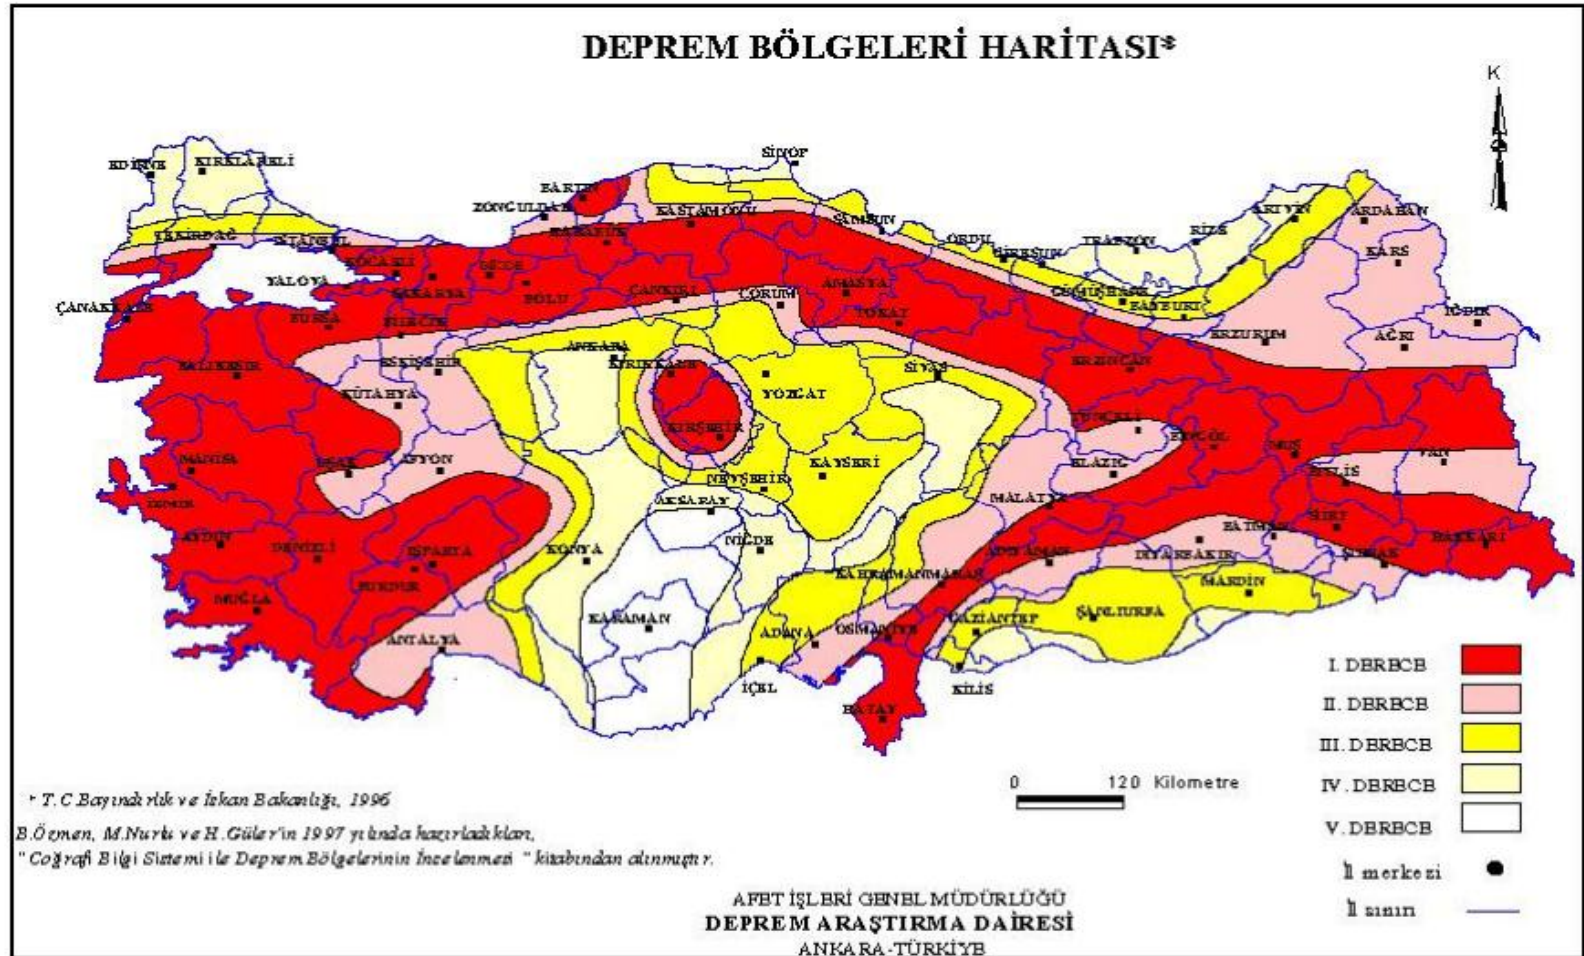 DEPREM BÖLGELERİ HARİTASI*
K
SİNOP
EDİRNE
KIRKLARELİ
BARTIN
ZONGULDAK
KASTAMONU
SAMSUN
ARTVİN
ARDAHAN
TEKİRDAĞ
İSTANBUL
KARABÜK
ORDU
GİRESUN
TRABZON
RİZE
KARS
KOCAELİ
YALOVA
SAKARYA
DÜZCE
BOLU
ÇANKIRI
ÇORUM
AMASYA
TOKAT
GÜMÜŞHANE
BAYBURT
ERZURUM
IĞDIR
AĞRI
ÇANAKKALE
BURSA
BİLECİK
ESKİŞEHİR
ANKARA
KIRIKKALE
YOZGAT
SİVAS
ERZİNCAN
BALIKESİR
KÜTAHYA
TUNCELİ
BİNGÖL
MUŞ
KIRŞEHİR
MANİSA
UŞAK
AFYON
NEVŞEHİR
KAYSERİ
ELAZIĞ
BİTLİS
VAN
İZMİR
AKSARAY
MALATYA
AYDIN
DENİZLİ
ISPARTA
BURDUR
KONYA
NİĞDE
ADIYAMAN
DİYARBAKIR
BATMAN
SİİRT
ŞIRNAK
HAKKARİ
KAHRAMANMARAŞ
MARDİN
MUĞLA
ANTALYA
KARAMAN
ADANA
OSMANİYE
GAZİANTEP
ŞANLIURFA
İÇEL
KİLİS
HATAY
I. DERECE
II. DERECE
III. DERECE
IV. DERECE
V. DERECE
İl merkezi
İl sınırı
0 120 Kilometre
* T.C.Bayındırlık ve İskan Bakanlığı, 1996
B.Özmen, M.Nurlu ve H.Güler'in 1997 yılında hazırladıkları,
"Coğrafi Bilgi Sistemi ile Deprem Bölgelerinin İncelenmesi " kitabından alınmıştır.
AFET İŞLERİ GENEL MÜDÜRLÜĞÜ
DEPREM ARAŞTIRMA DAİRESİ
ANKARA-TÜRKİYE